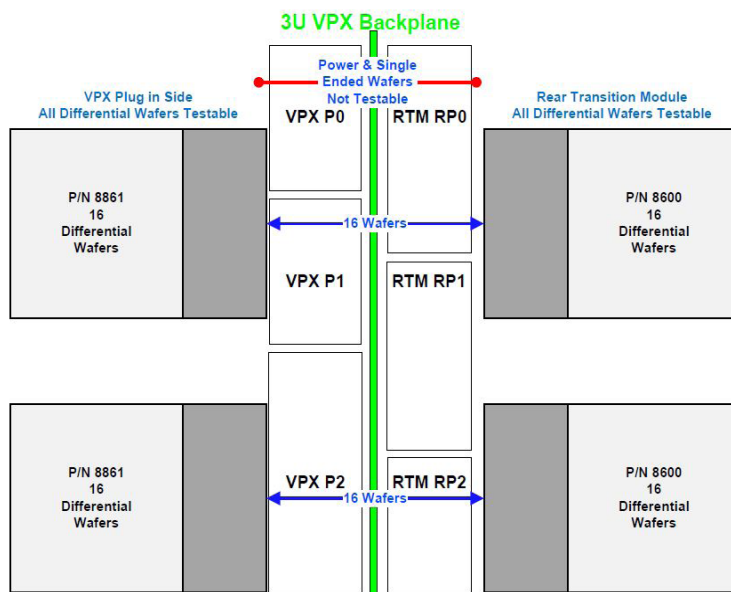 3U VPX Backplane
Power & Single
Ended Wafers
Not Testable
VPX Plug in Side
All Differential Wafers Testable
Rear Transition Module
All Differential Wafers Testable
VPX P0
RTM RP0
P/N 8861
16
Differential
Wafers
16 Wafers
P/N 8600
16
Differential
Wafers
VPX P1
RTM RP1
P/N 8861
16
Differential
Wafers
VPX P2
RTM RP2
16 Wafers
P/N 8600
16
Differential
Wafers